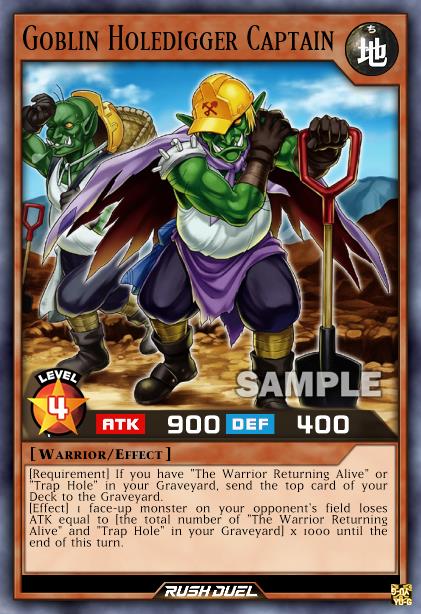 Goblin Holedigger Captain
ち
地
SAMPLE
LEVEL
4
ATK 900 DEF 400
[Warrior/Effect]
[Requirement] If you have "The Warrior Returning Alive" or
"Trap Hole" in your Graveyard, send the top card of your
Deck to the Graveyard.
[Effect] 1 face-up monster on your opponent's field loses
ATK equal to [the total number of "The Warrior Returning
Alive" and "Trap Hole" in your Graveyard] x 1000 until the
end of this turn.
RUSH DUEL